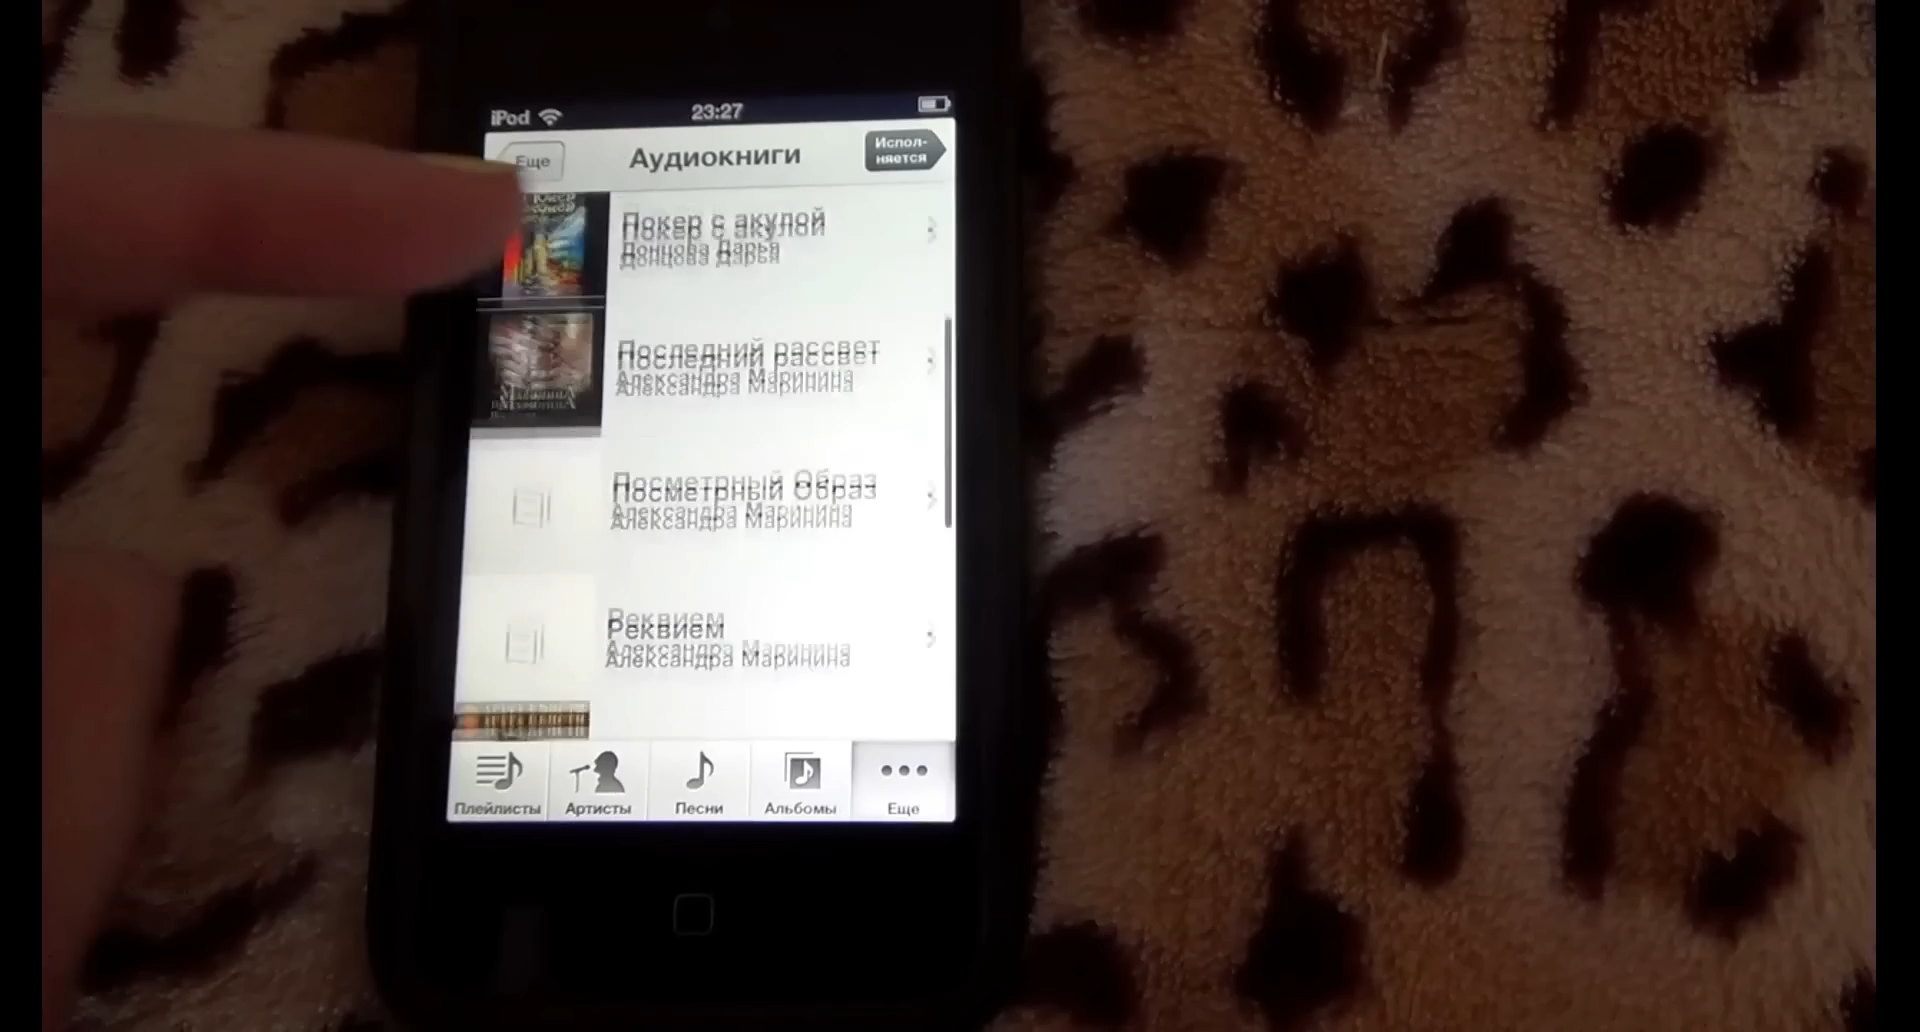 iPod 23:27
Еще
Аудиокниги
Испол-
няется
Покер с акулой
Донцова Дарья
Последний рассвет
Александра Маринина
Посметрный Образ
Александра Маринина
Реквием
Александра Маринина
Плейлисты
Артисты
Песни
Альбомы
Еще